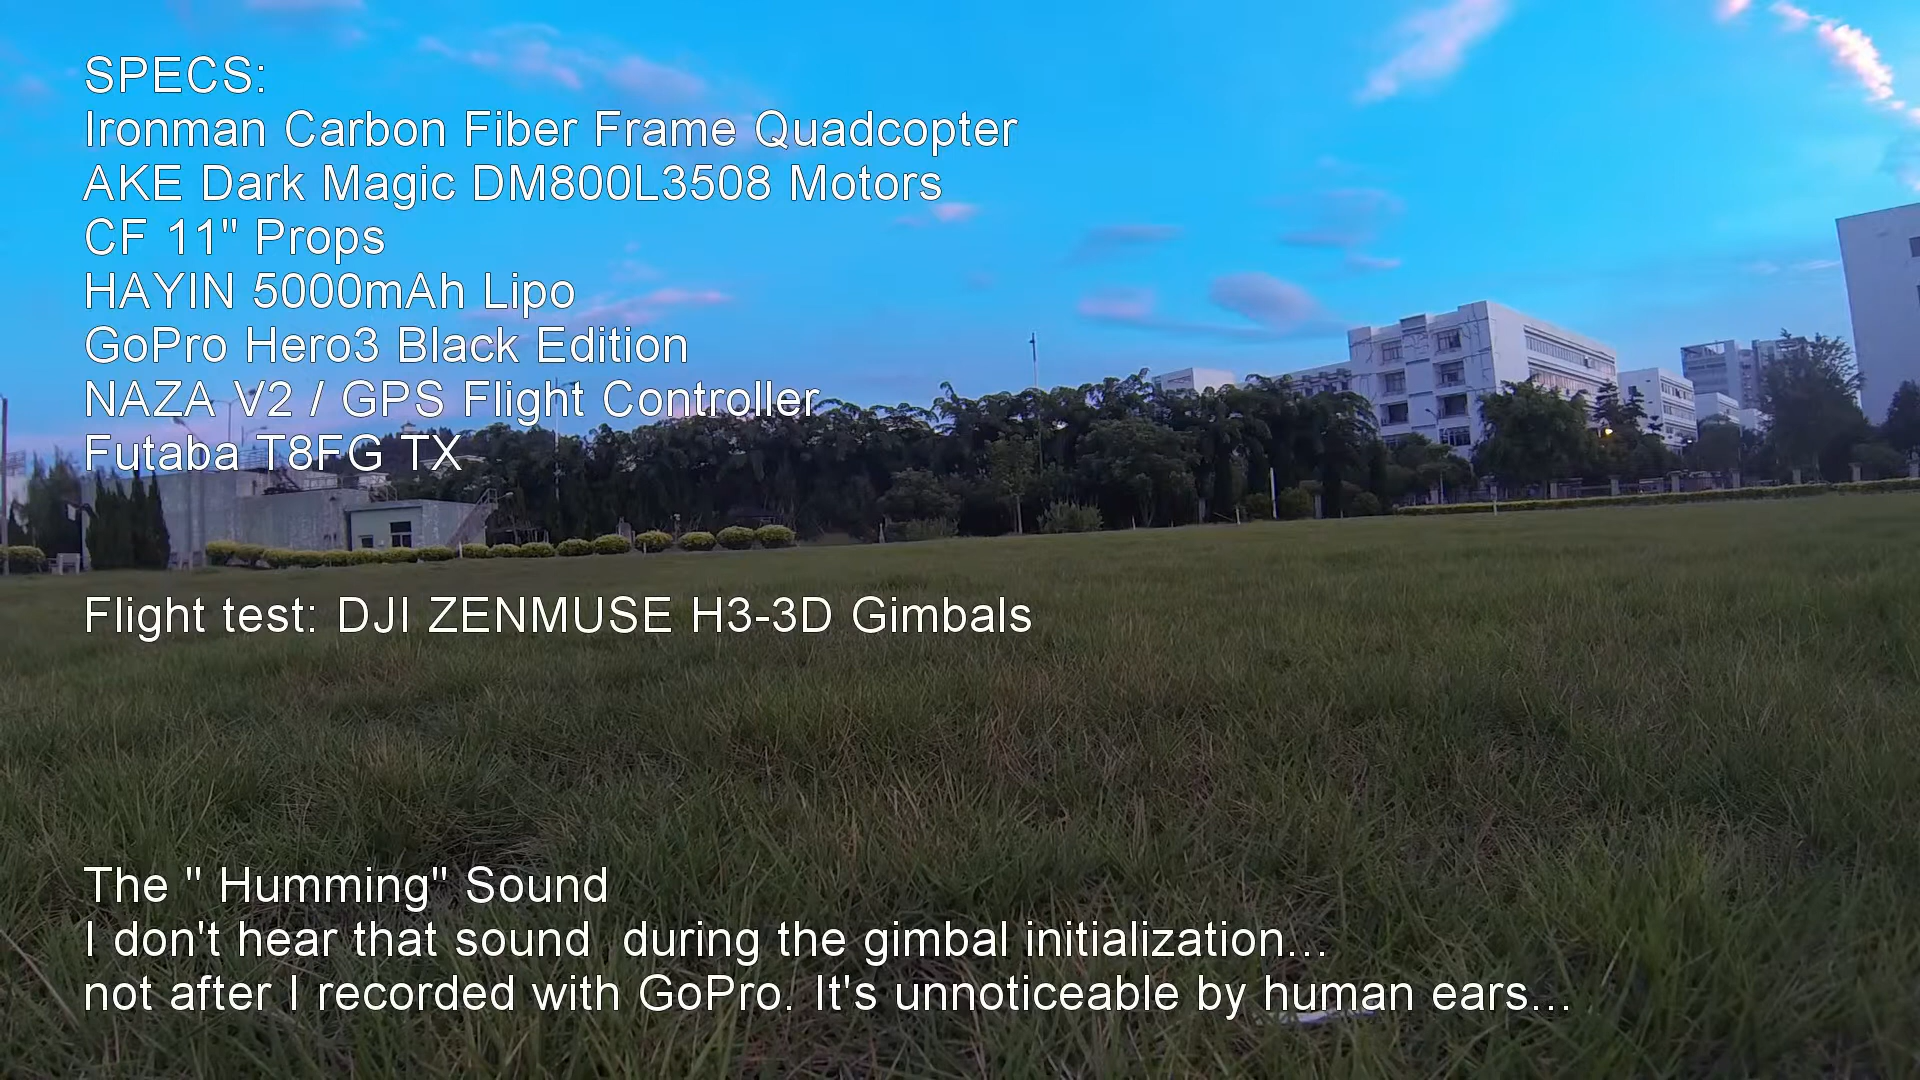 SPECS:
Ironman Carbon Fiber Frame Quadcopter
AKE Dark Magic DM800L3508 Motors
CF 11" Props
HAYIN 5000mAh Lipo
GoPro Hero3 Black Edition
NAZA V2 / GPS Flight Controller
Futaba T8FG TX
Flight test: DJI ZENMUSE H3-3D Gimbals
The " Humming" Sound
I don't hear that sound  during the gimbal initialization...
not after I recorded with GoPro. It's unnoticeable by human ears...